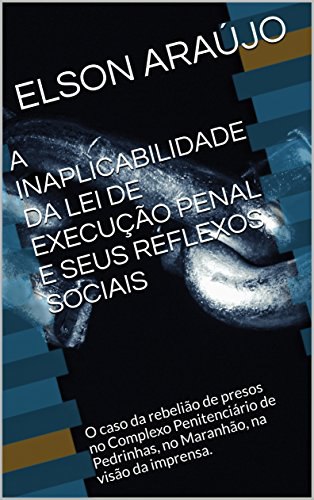 ELSON ARAÚJO
A
INAPLICABILIDADE
DA LEI DE
EXECUÇÃO PENAL
E SEUS REFLEXOS
SOCIAIS
O caso da rebelião de presos
no Complexo Penitenciário de
Pedrinhas, no Maranhão, na
visão da imprensa.